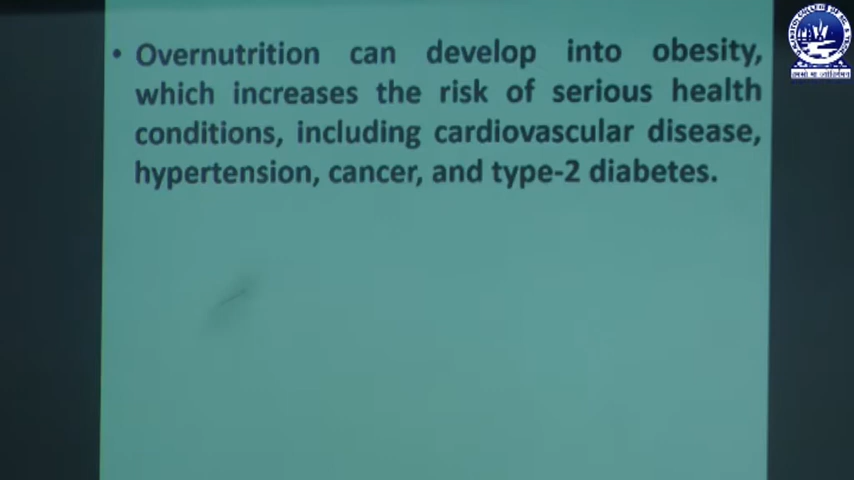 • Overnutrition can develop into obesity,
which increases the risk of serious health
conditions, including cardiovascular disease,
hypertension, cancer, and type-2 diabetes.